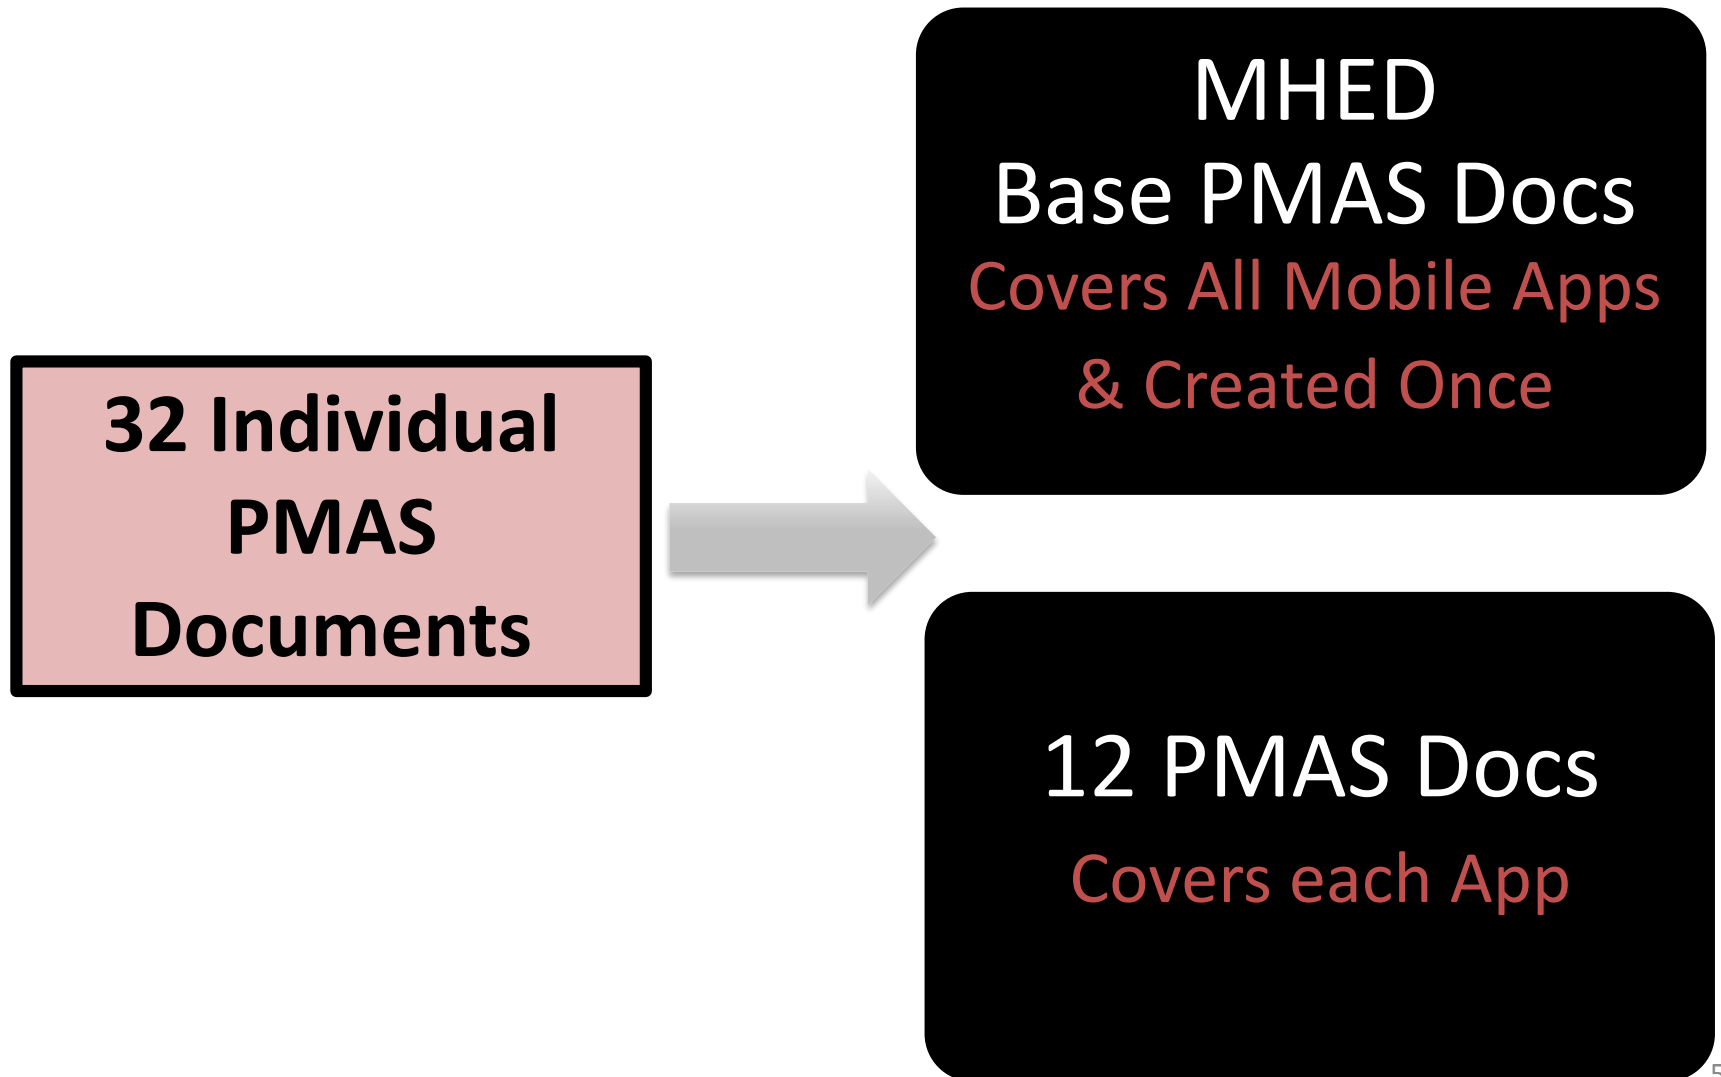 32 Individual
PMAS
Documents
MHED
Base PMAS Docs
Covers All Mobile Apps
& Created Once
12 PMAS Docs
Covers each App